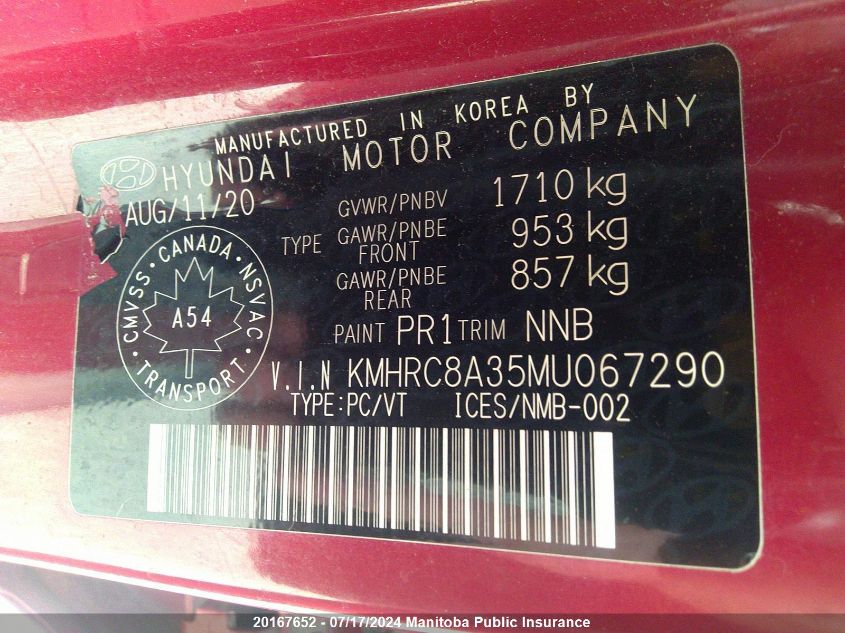 MANUFACTURED IN KOREA BY
HYUNDAI MOTOR COMPANY
AUG/11/20
GVWR/PNBV 1710 kg
TYPE GAWR/PNBE FRONT 953 kg
GAWR/PNBE REAR 857 kg
CMVSS · CANADA · NSVAC · TRANSPORT ·
A54
PAINT PR1 TRIM NNB
V.I.N KMHRC8A35MU067290
TYPE:PC/VT ICES/NMB-002
20167652 - 07/17/2024 Manitoba Public Insurance